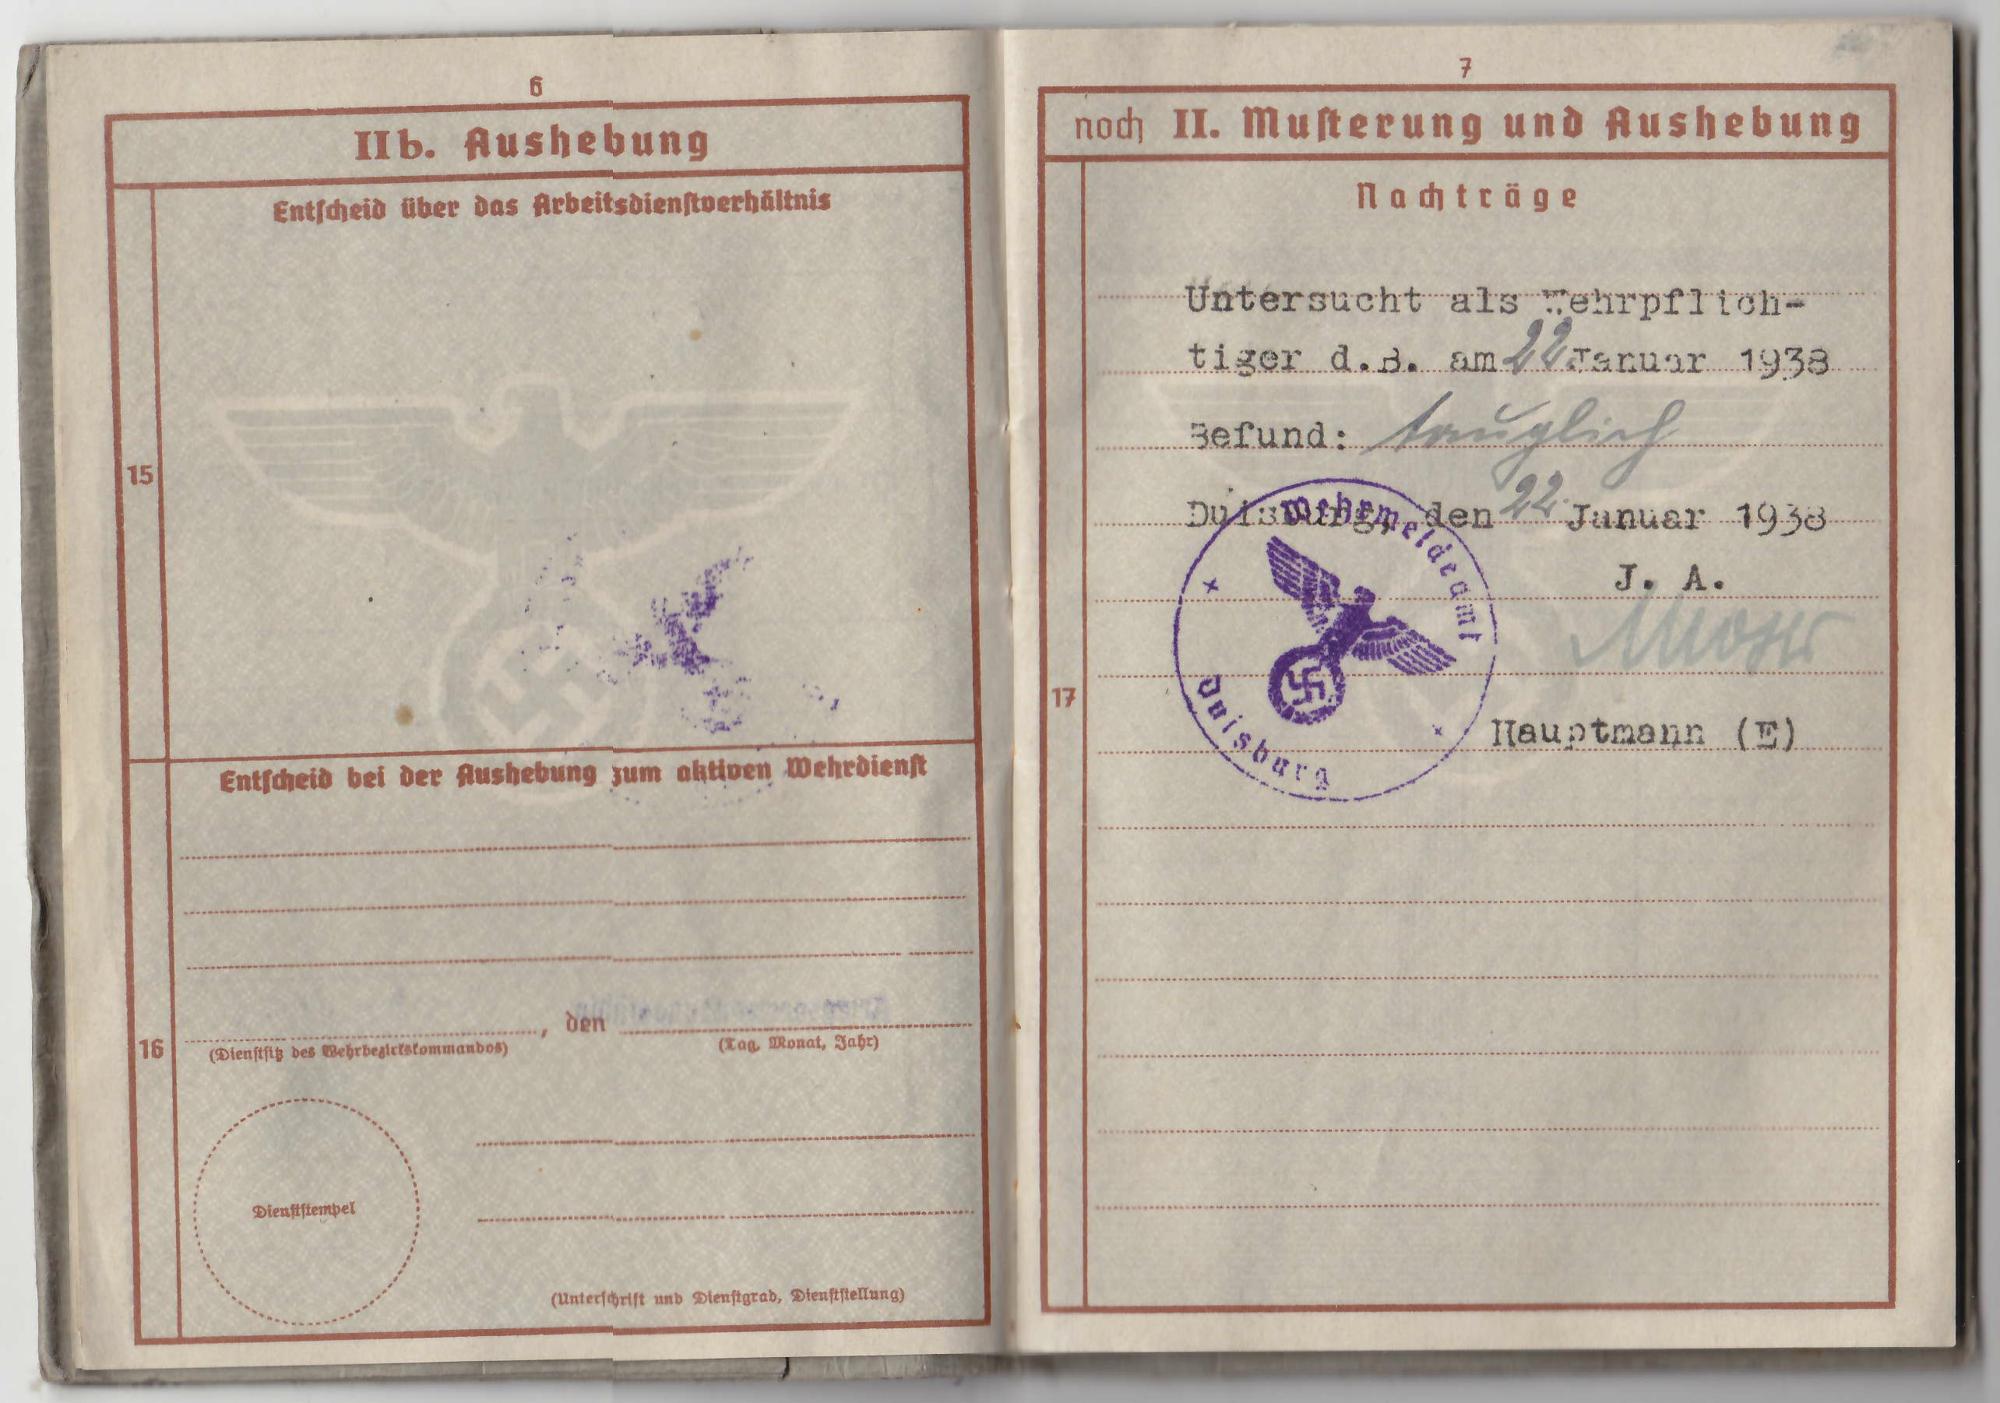 6
IIb. Aushebung
Entſcheid über das Arbeitsdienſtverhältnis
15
Entſcheid bei der Aushebung zum aktiven Wehrdienſt
16
, den
(Dienſtſitz des Wehrbezirkskommandos) (Tag, Monat, Jahr)
Dienſtſtempel
(Unterſchrift und Dienſtgrad, Dienſtſtellung)
7
noch II. Muſterung und Aushebung
Nachträge
17
Untersucht als Wehrpflich-
tiger d.B. am 22 Januar 1938
Befund: tauglich
Duisburg, den 22. Januar 1938
J. A.
Moser
Hauptmann (E)
Wehrmeldeamt
Duisburg